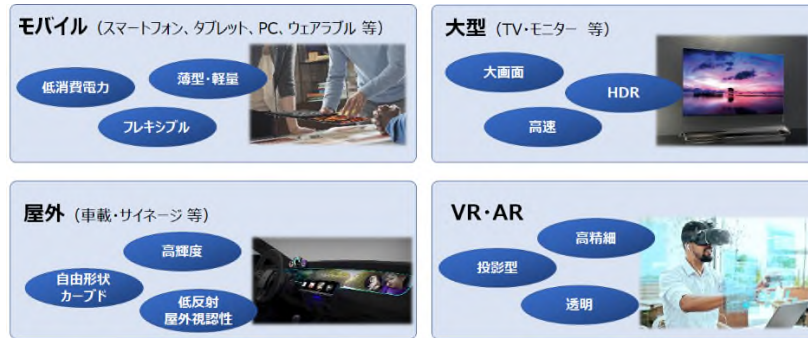 モバイル（スマートフォン、タブレット、PC、ウェアラブル 等）
低消費電力
薄型・軽量
フレキシブル
大型（TV・モニター 等）
大画面
HDR
高速
屋外（車載・サイネージ 等）
高輝度
自由形状
カーブド
低反射
屋外視認性
VR・AR
高精細
投影型
透明